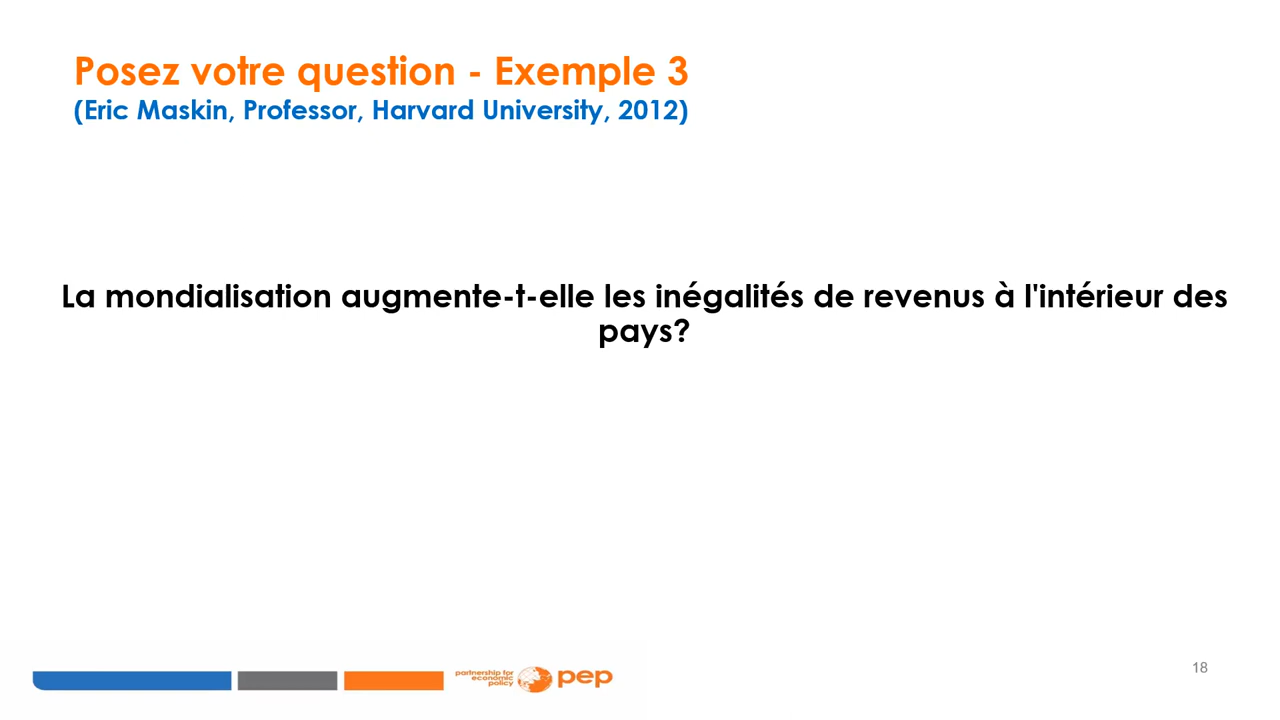 Posez votre question - Exemple 3
(Eric Maskin, Professor, Harvard University, 2012)
La mondialisation augmente-t-elle les inégalités de revenus à l'intérieur des
pays?
partnership for
economic
policy
pep
18